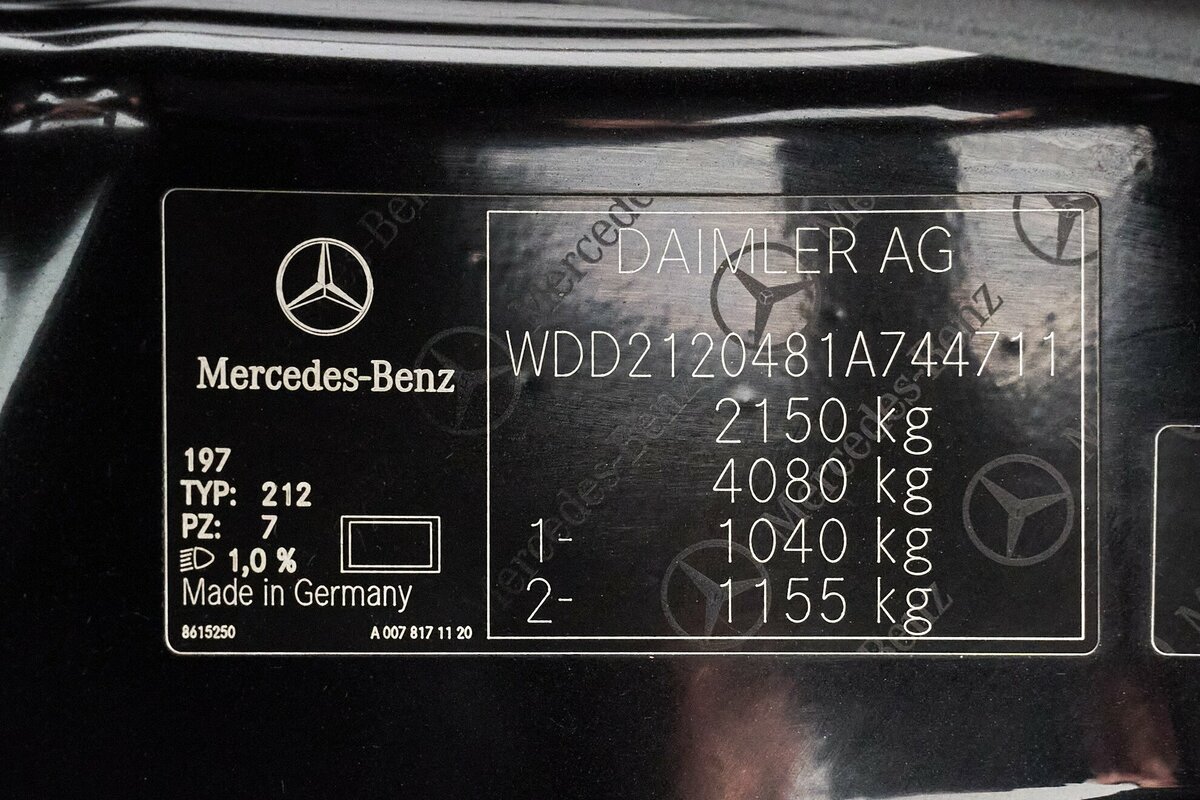 Mercedes-Benz
197
TYP: 212
PZ: 7
1,0 %
Made in Germany
8615250
A 007 817 11 20
DAIMLER AG
WDD2120481A744711
2150 kg
4080 kg
1- 1040 kg
2- 1155 kg